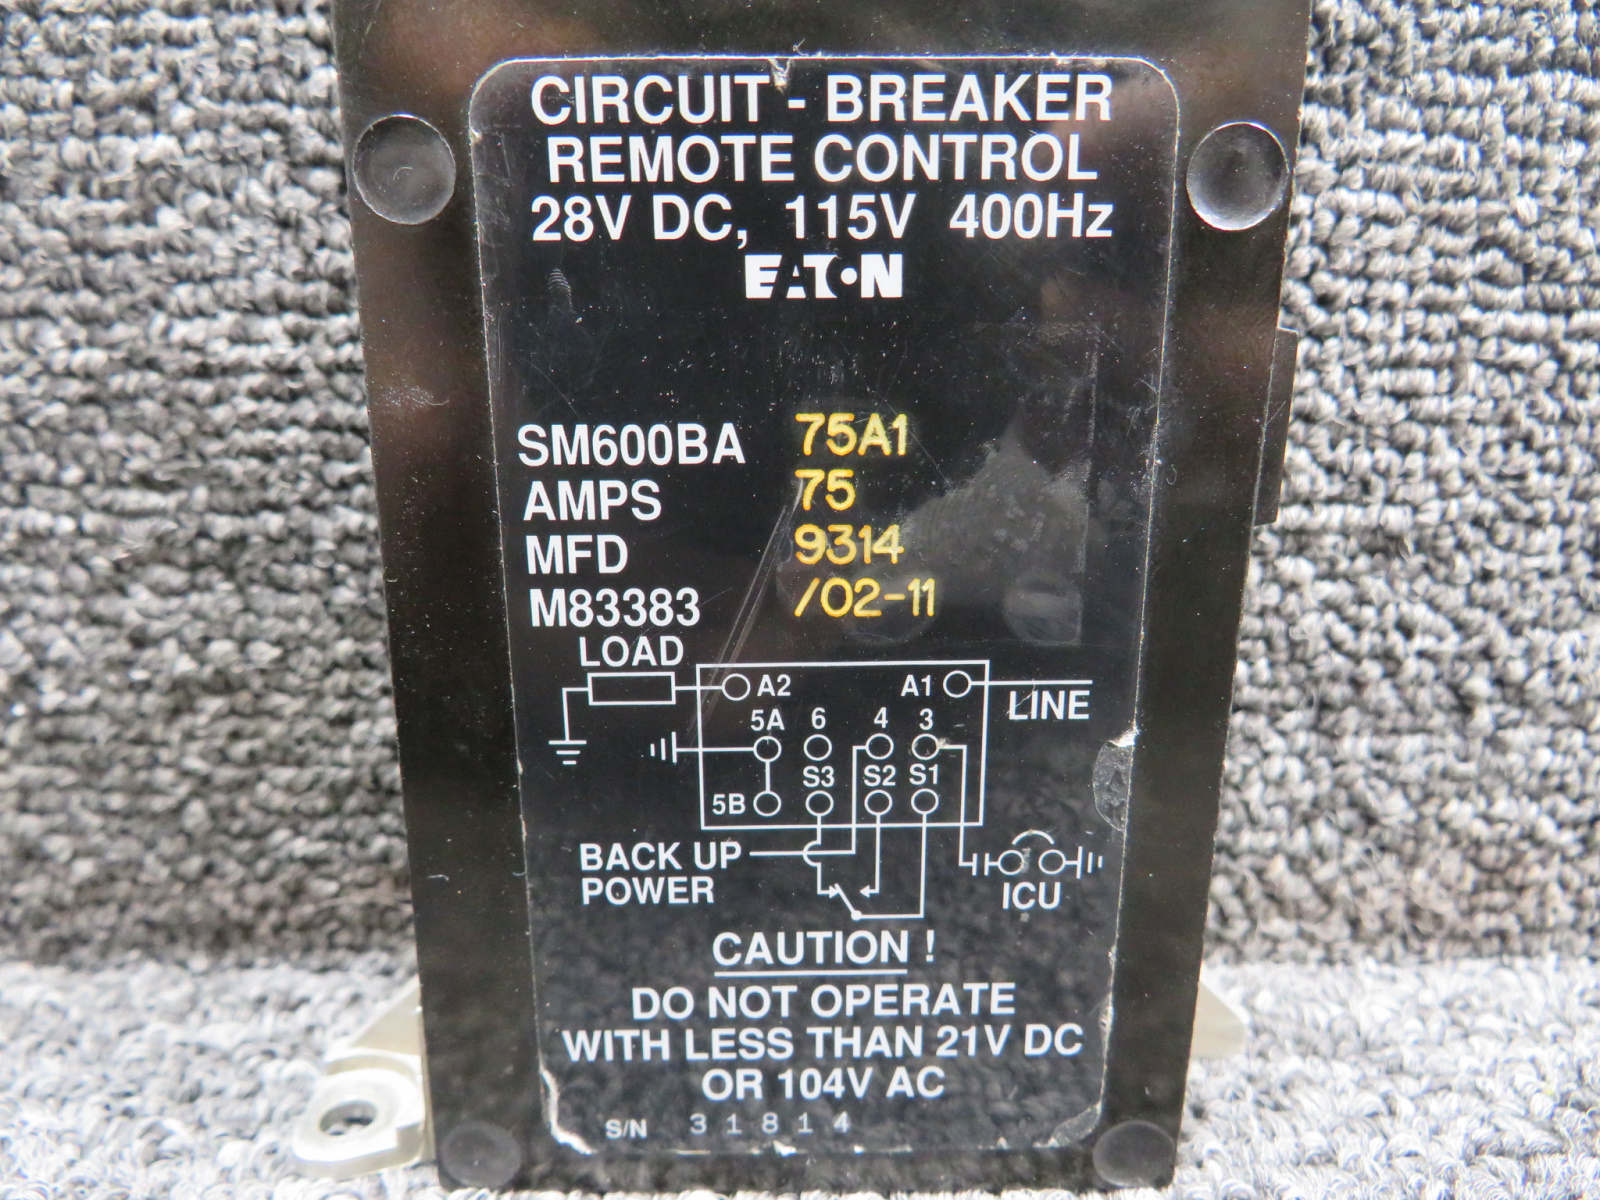 CIRCUIT - BREAKER
REMOTE CONTROL
28V DC, 115V 400Hz
EATON
SM600BA 75A1
AMPS 75
MFD 9314
M83383 /02-11
LOAD
A2 A1
LINE
5A 6 4 3
S3 S2 S1
5B
BACK UP
POWER
ICU
CAUTION !
DO NOT OPERATE
WITH LESS THAN 21V DC
OR 104V AC
S/N 31814